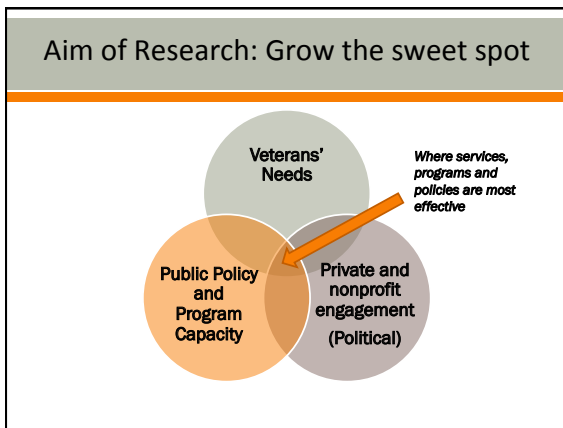 Aim of Research: Grow the sweet spot
Veterans'
Needs
Where services,
programs and
policies are most
effective
Public Policy
and
Program
Capacity
Private and
nonprofit
engagement
(Political)